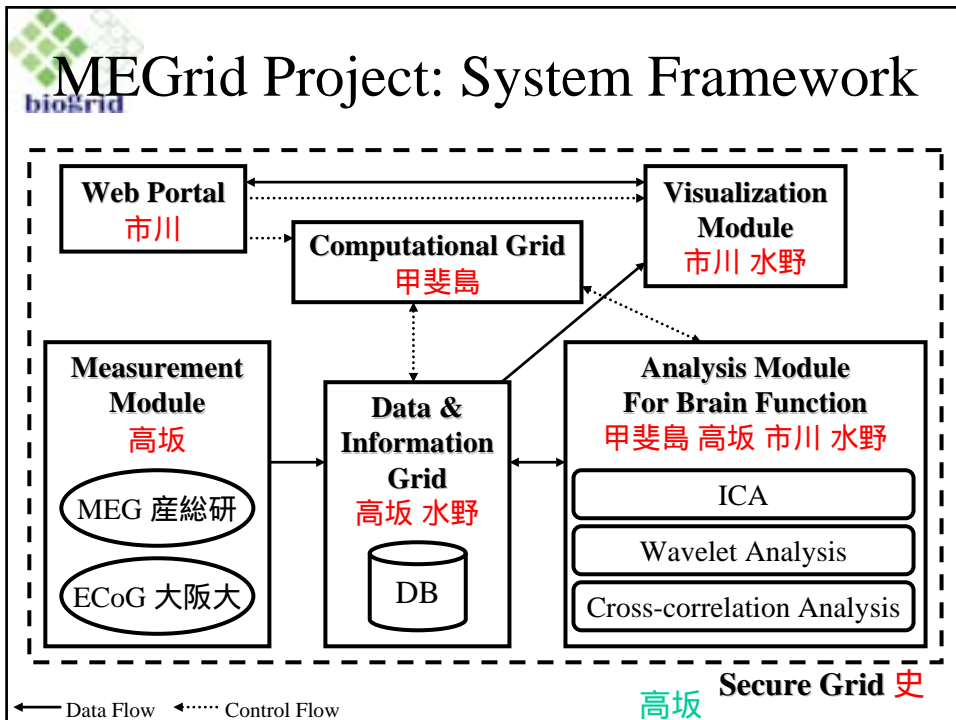 MEGrid Project: System Framework
biogrid
Web Portal
市川
Visualization
Module
市川 水野
Computational Grid
甲斐島
Measurement
Module
高坂
MEG 産総研
ECoG 大阪大
Data &
Information
Grid
高坂 水野
DB
Analysis Module
For Brain Function
甲斐島 高坂 市川 水野
ICA
Wavelet Analysis
Cross-correlation Analysis
Secure Grid 史
高坂
Data Flow
Control Flow